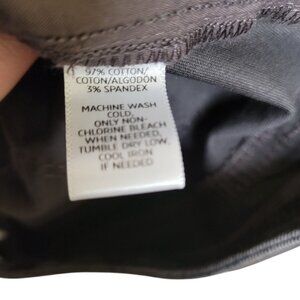 97% COTTON/
COTON/ALGODON
3% SPANDEX
MACHINE WASH
COLD,
ONLY NON-
CHLORINE BLEACH
WHEN NEEDED,
TUMBLE DRY LOW,
COOL IRON
IF NEEDED